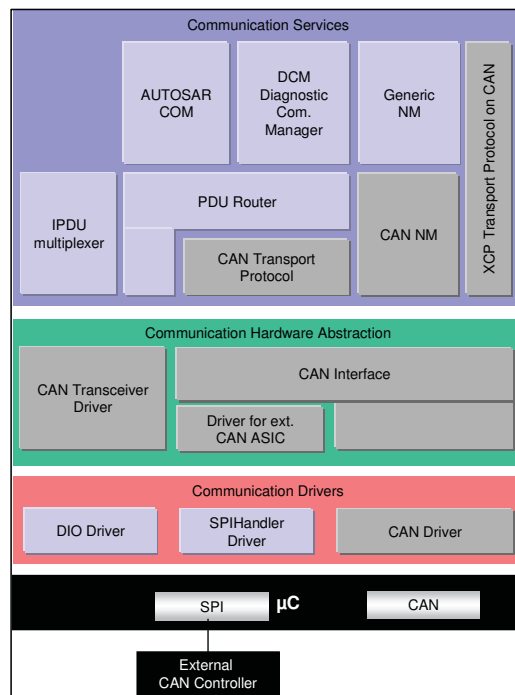 Communication Services
AUTOSAR
COM
DCM
Diagnostic
Com.
Manager
Generic
NM
XCP Transport Protocol on CAN
IPDU
multiplexer
PDU Router
CAN Transport
Protocol
CAN NM
Communication Hardware Abstraction
CAN Transceiver
Driver
CAN Interface
Driver for ext.
CAN ASIC
Communication Drivers
DIO Driver
SPIHandler
Driver
CAN Driver
SPI
µC
CAN
External
CAN Controller